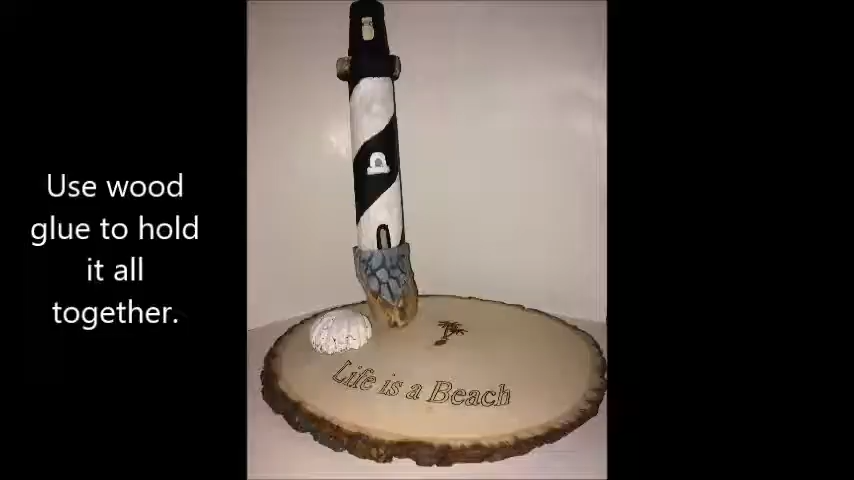 Use wood
glue to hold
it all
together.
Life is a Beach